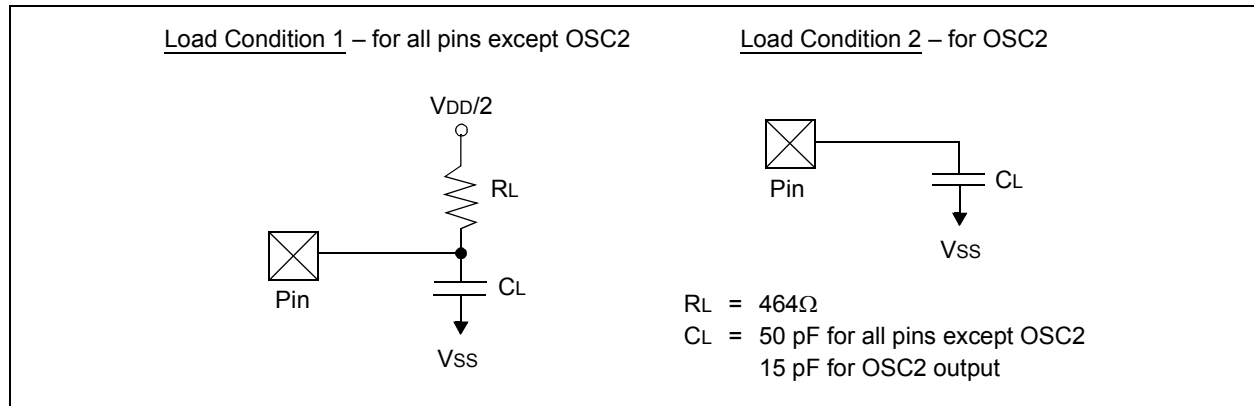 Load Condition 1 – for all pins except OSC2
VDD/2
RL
Pin
CL
VSS
Load Condition 2 – for OSC2
Pin
CL
VSS
RL = 464Ω
CL = 50 pF for all pins except OSC2
15 pF for OSC2 output